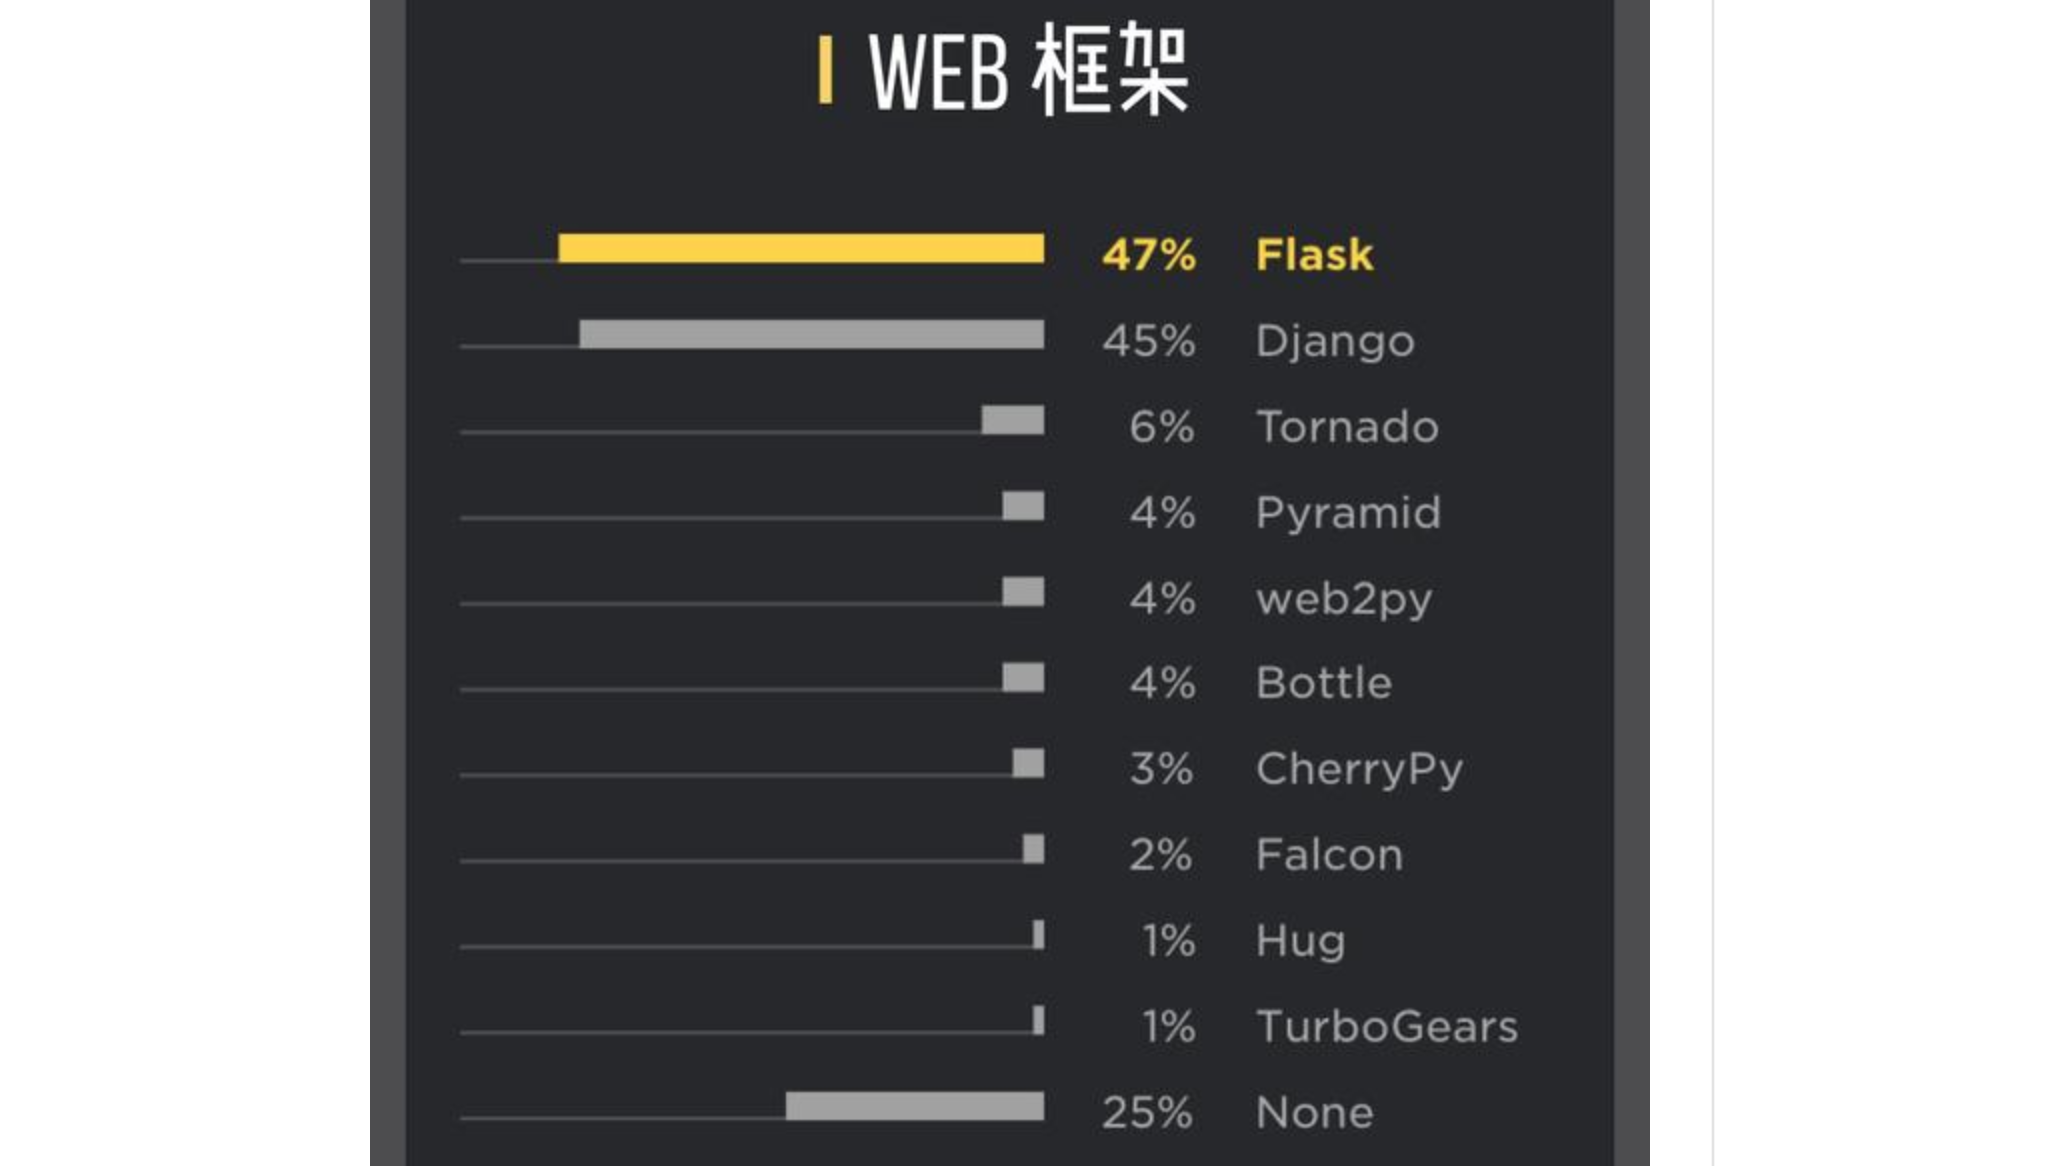 WEB 框架
47% Flask
45% Django
6% Tornado
4% Pyramid
4% web2py
4% Bottle
3% CherryPy
2% Falcon
1% Hug
1% TurboGears
25% None